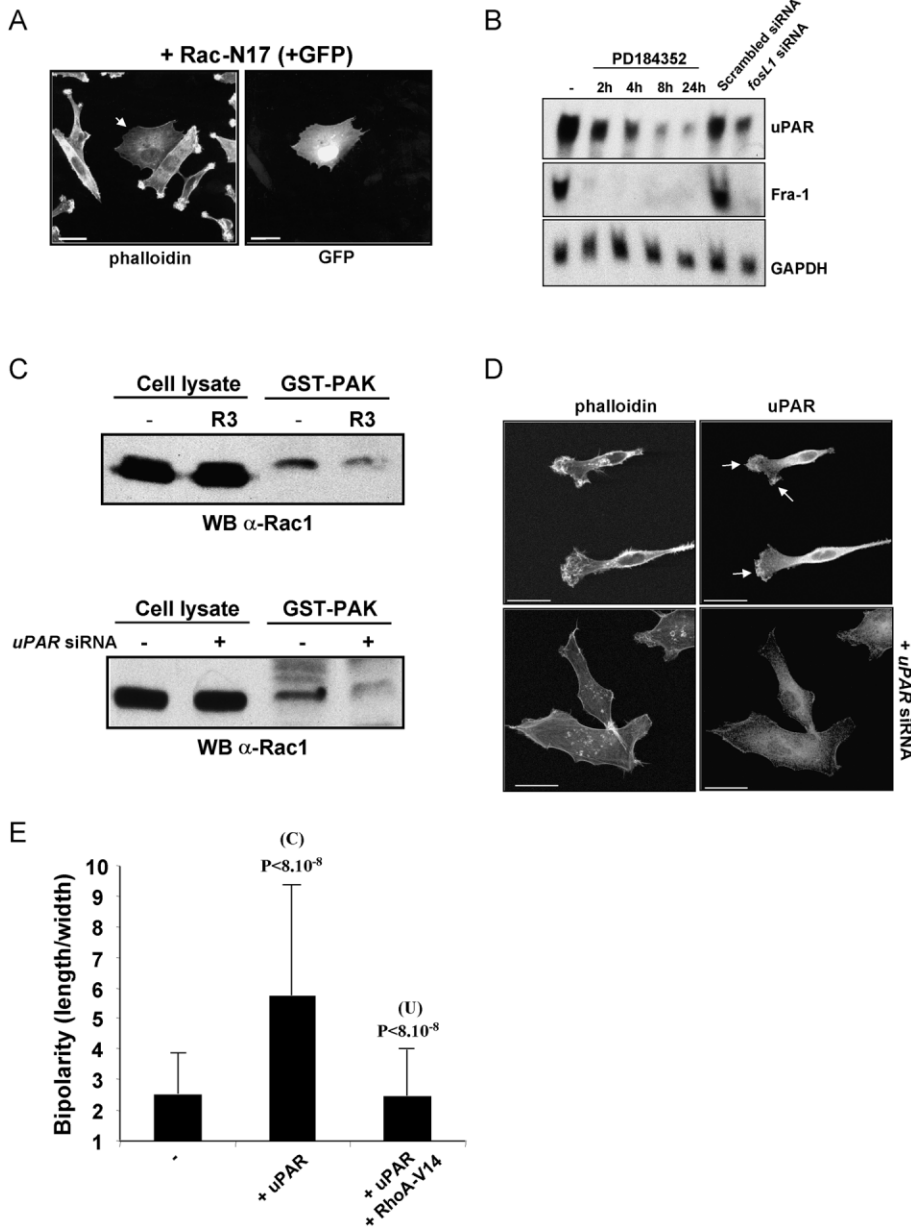 A
+ Rac-N17 (+GFP)
phalloidin GFP
B
PD184352
- 2h 4h 8h 24h Scrambled siRNA fosL1 siRNA
uPAR
Fra-1
GAPDH
C
Cell lysate GST-PAK
- R3 - R3
WB α-Rac1
Cell lysate GST-PAK
uPAR siRNA - + - +
WB α-Rac1
D
phalloidin uPAR
+ uPAR siRNA
E
Bipolarity (length/width)
10
9
8
7
6
5
4
3
2
1
(C)
P<8.10-8
(U)
P<8.10-8
-
+ uPAR
+ uPAR
+ RhoA-V14